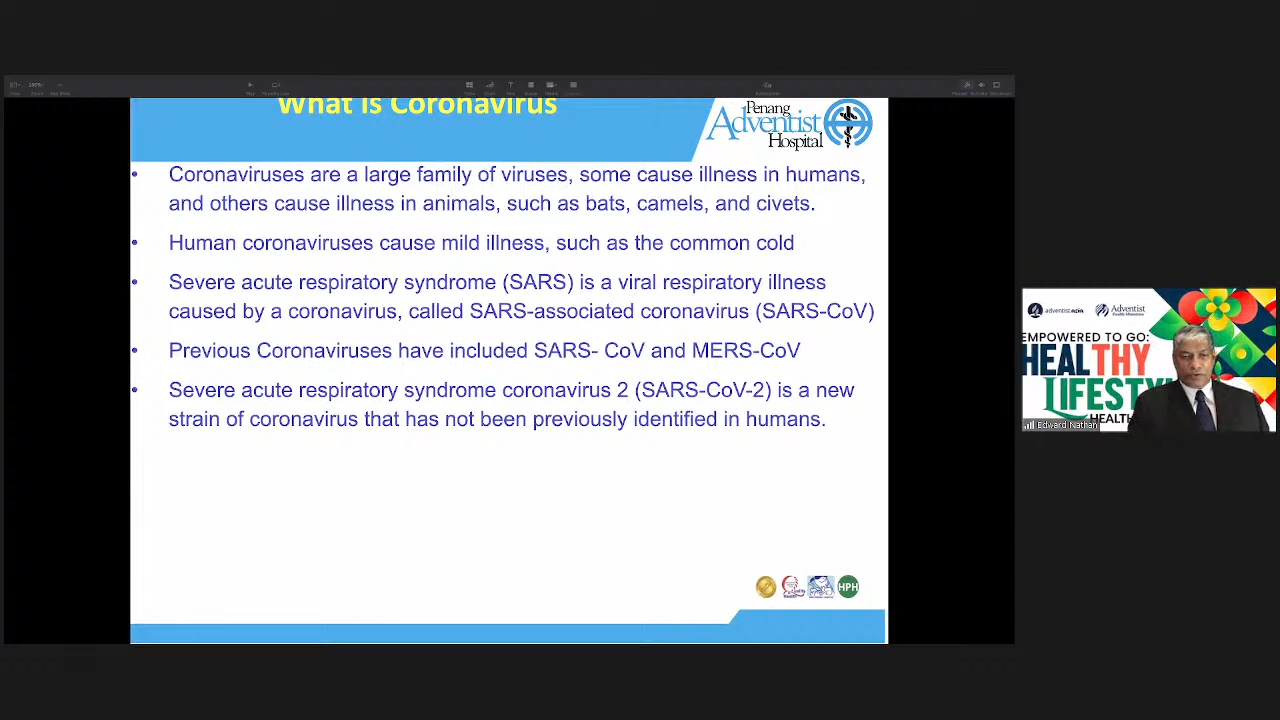 What is Coronavirus
Penang
Adventist
Hospital
• Coronaviruses are a large family of viruses, some cause illness in humans,
and others cause illness in animals, such as bats, camels, and civets.
• Human coronaviruses cause mild illness, such as the common cold
• Severe acute respiratory syndrome (SARS) is a viral respiratory illness
caused by a coronavirus, called SARS-associated coronavirus (SARS-CoV)
• Previous Coronaviruses have included SARS- CoV and MERS-CoV
• Severe acute respiratory syndrome coronavirus 2 (SARS-CoV-2) is a new
strain of coronavirus that has not been previously identified in humans.
HPH
Adventist
EMPOWERED TO GO:
HEALTHY
LIFESTY
HEALTH
Edward Nathan